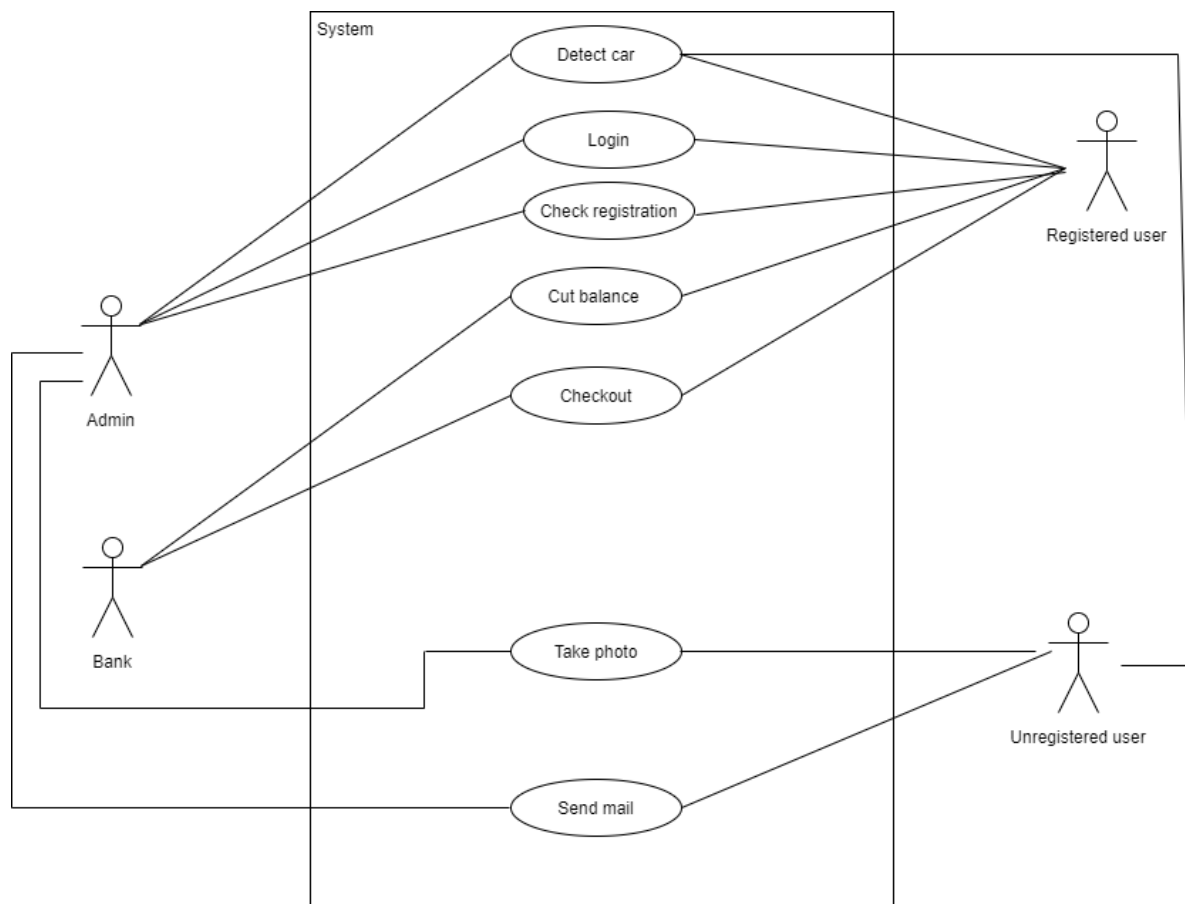 System
Detect car
Login
Check registration
Registered user
Cut balance
Checkout
Admin
Bank
Take photo
Unregistered user
Send mail